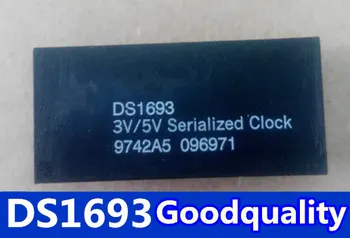 DS1693
3V/5V Serialized Clock
9742A5 096971
DS1693 Goodquality